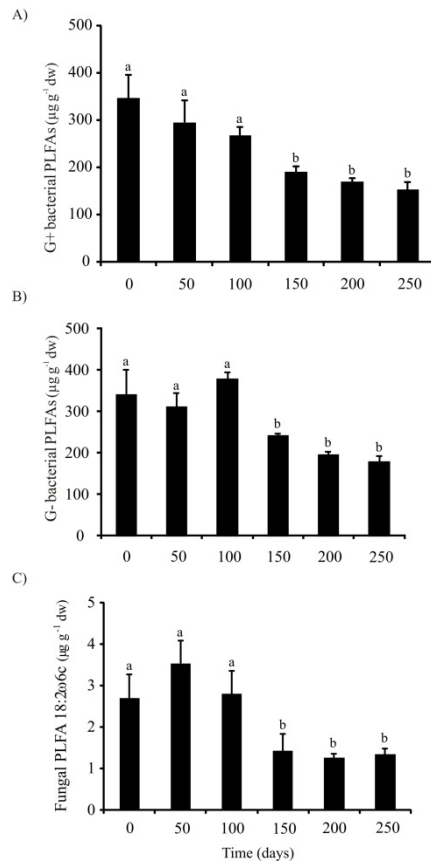 A)
G+ bacterial PLFAs (µg g⁻¹ dw)
500
400
300
200
100
0
a
a
a
b
b
b
0 50 100 150 200 250
B)
G- bacterial PLFAs (µg g⁻¹ dw)
500
400
300
200
100
0
a
a
a
b
b
b
0 50 100 150 200 250
C)
Fungal PLFA 18:2ω6c (µg g⁻¹ dw)
5
4
3
2
1
0
a
a
a
b
b
b
0 50 100 150 200 250
Time (days)